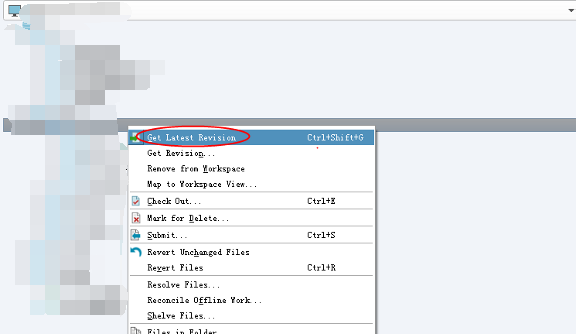 Get Latest Revision Ctrl+Shift+G
Get Revision...
Remove from Workspace
Map to Workspace View...
Check Out... Ctrl+E
Mark for Delete...
Submit... Ctrl+S
Revert Unchanged Files
Revert Files Ctrl+R
Resolve Files...
Reconcile Offline Work...
Shelve Files...
Files in Folder